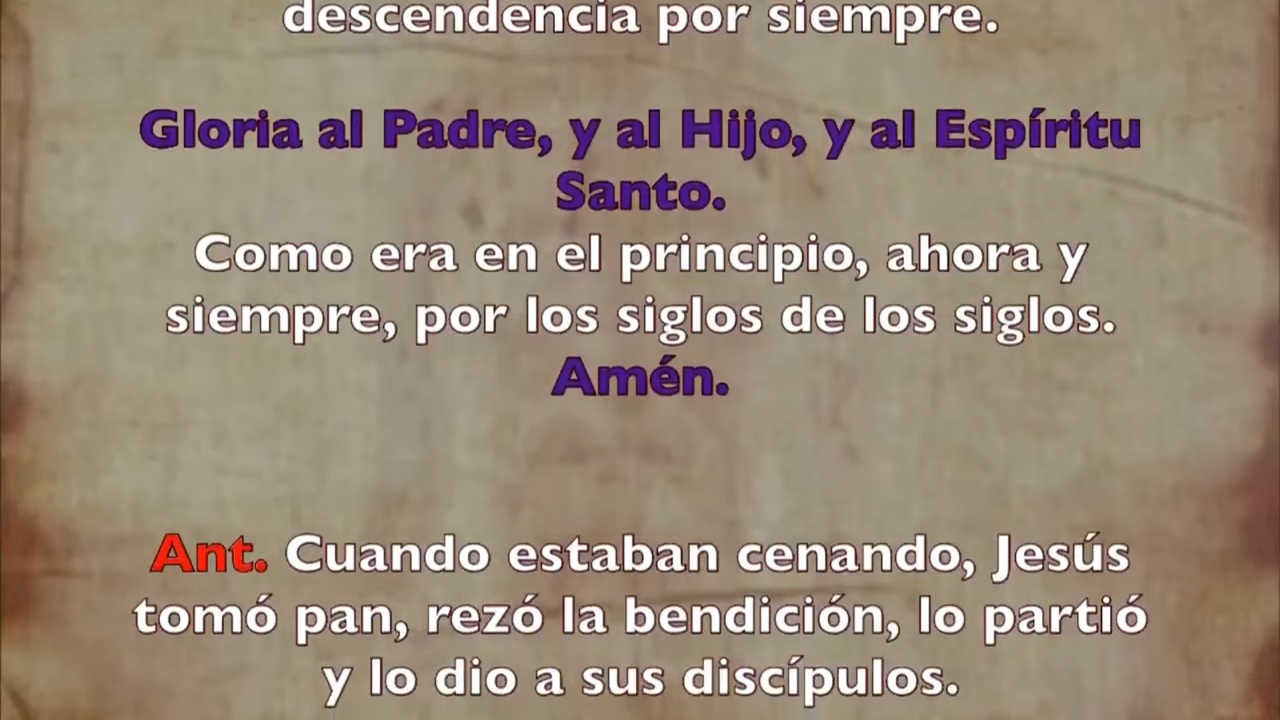 descendencia por siempre.
Gloria al Padre, y al Hijo, y al Espíritu
Santo.
Como era en el principio, ahora y
siempre, por los siglos de los siglos.
Amén.
Ant. Cuando estaban cenando, Jesús
tomó pan, rezó la bendición, lo partió
y lo dio a sus discípulos.